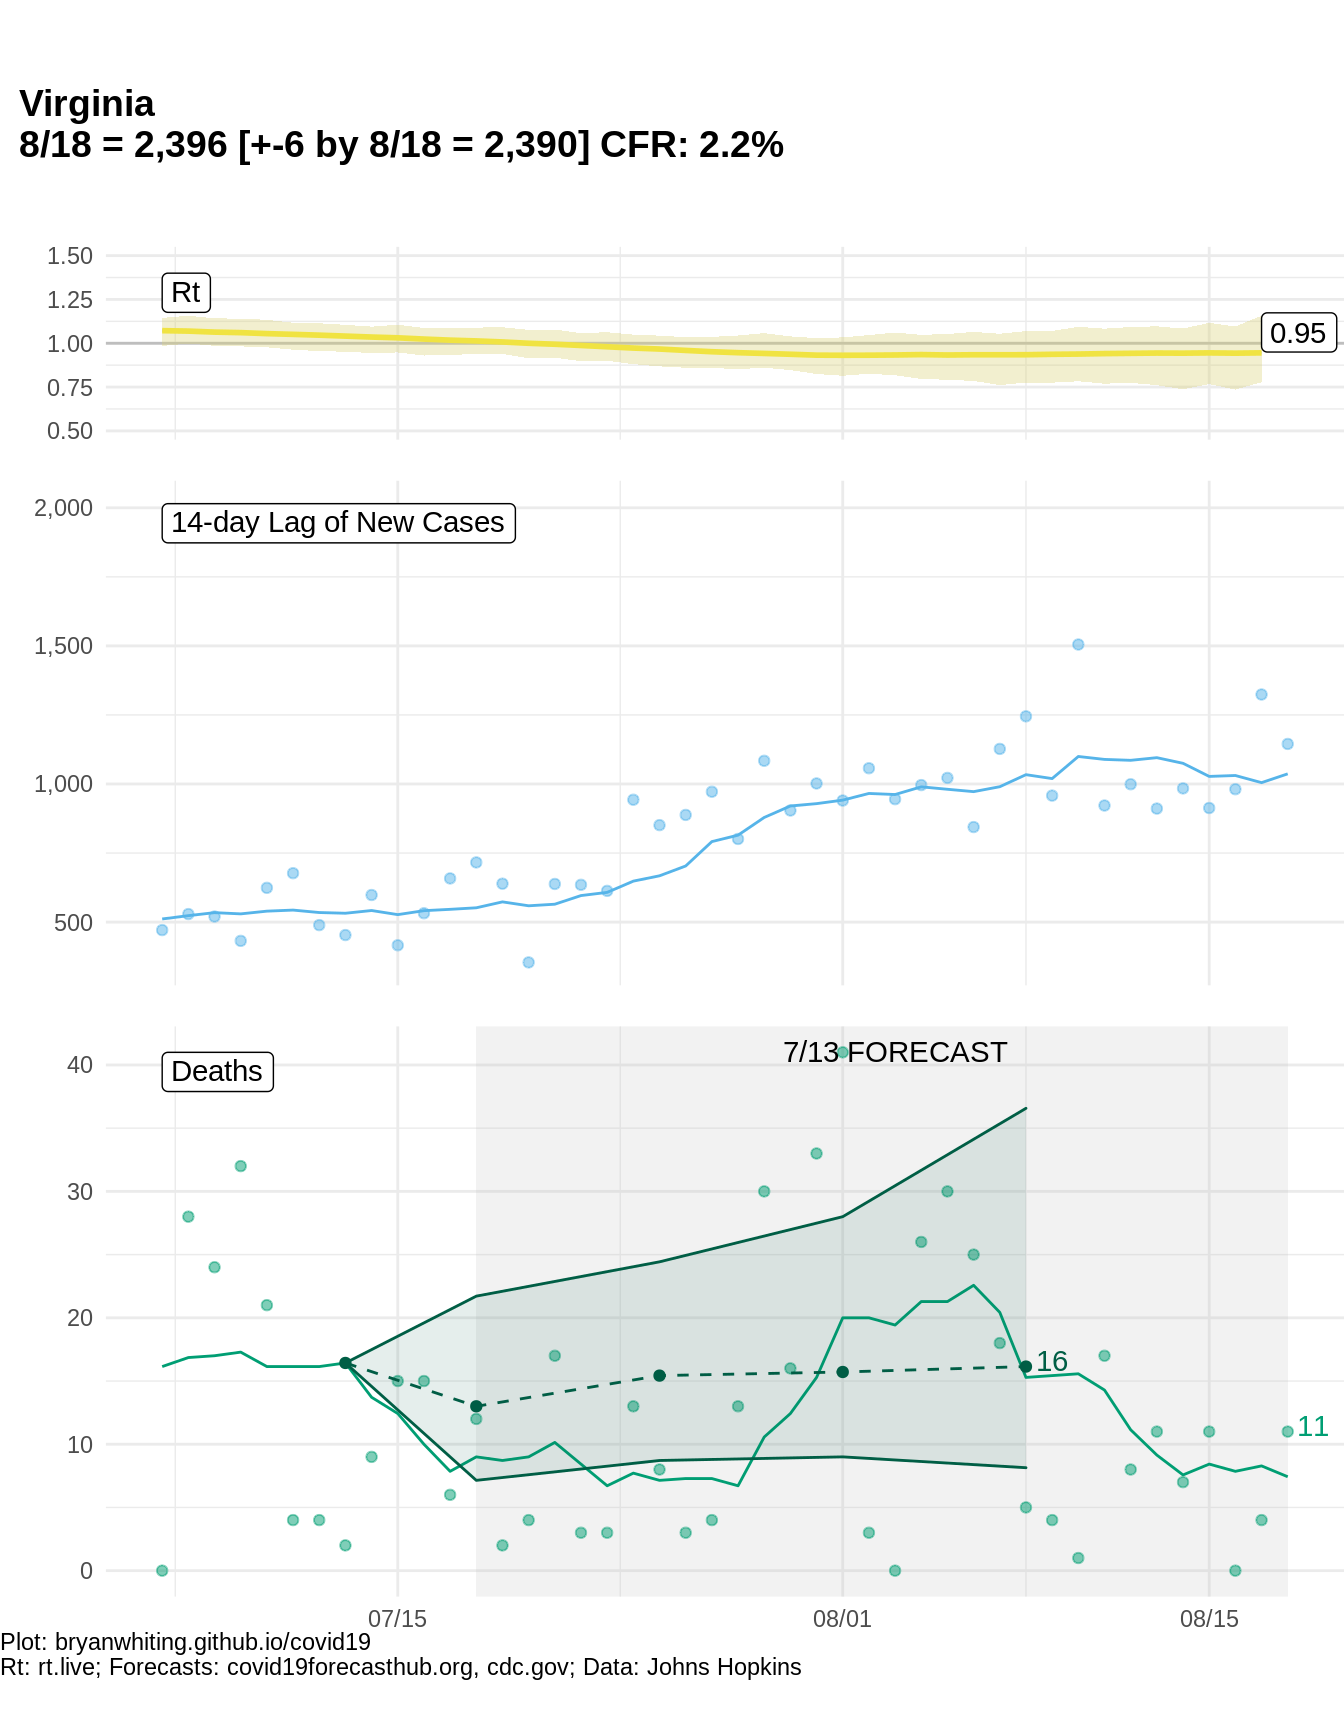 Virginia
8/18 = 2,396 [+-6 by 8/18 = 2,390] CFR: 2.2%
1.50
1.25
1.00
0.75
0.50
Rt
0.95
2,000
1,500
1,000
500
14-day Lag of New Cases
40
30
20
10
0
Deaths
7/13 FORECAST
16
11
07/15
08/01
08/15
Plot: bryanwhiting.github.io/covid19
Rt: rt.live; Forecasts: covid19forecasthub.org, cdc.gov; Data: Johns Hopkins